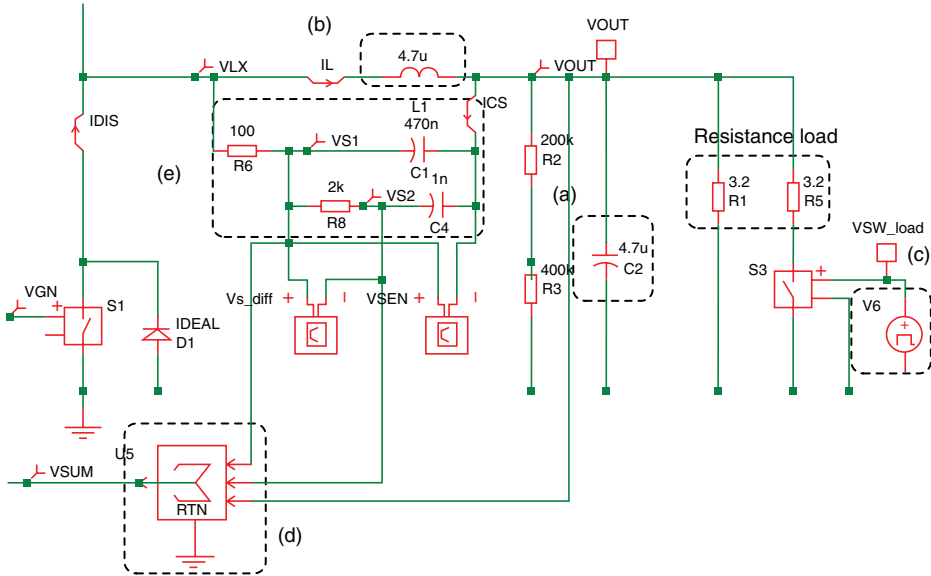 (b)
VOUT
VLX
IL
4.7u
VOUT
IDIS
L1
ICS
100
470n
Resistance load
VS1
200k
(e)
R6
C1
R2
2k
1n
(a)
3.2
3.2
VS2
R1
R5
R8
C4
VSW_load
4.7u
(c)
400k
C2
S3
+
VGN
Vs_diff
+
I
VSEN
+
I
R3
+
S1
V6
+
IDEAL
D1
U5
VSUM
RTN
(d)